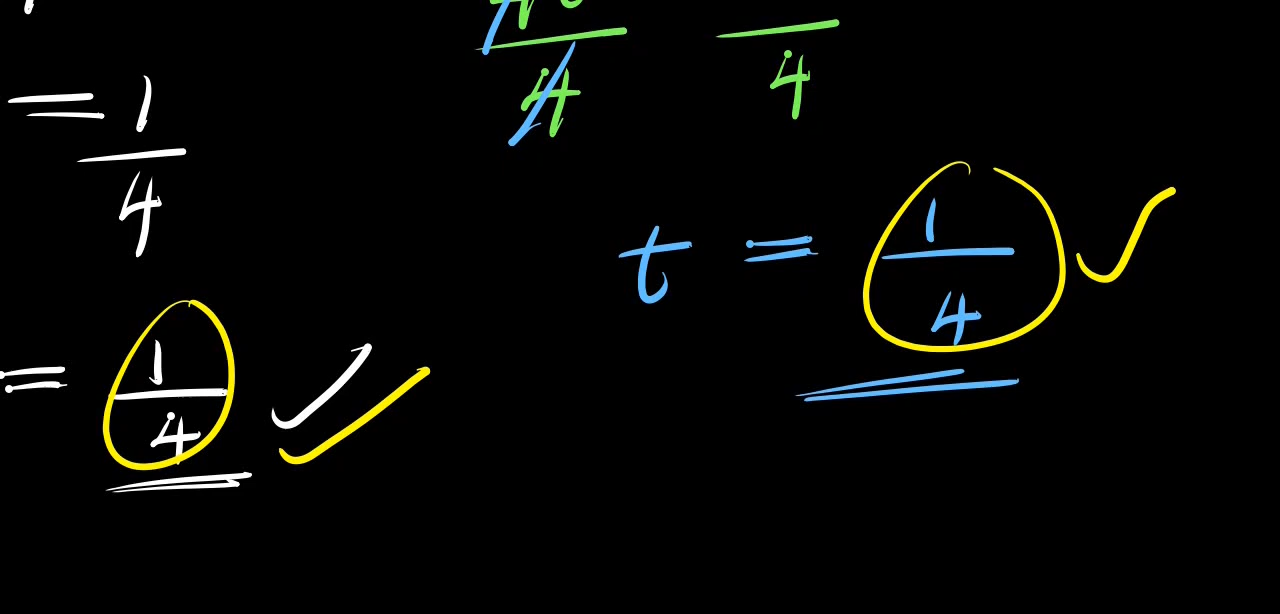 = 1/4
= 1/4
4 4
t = 1/4